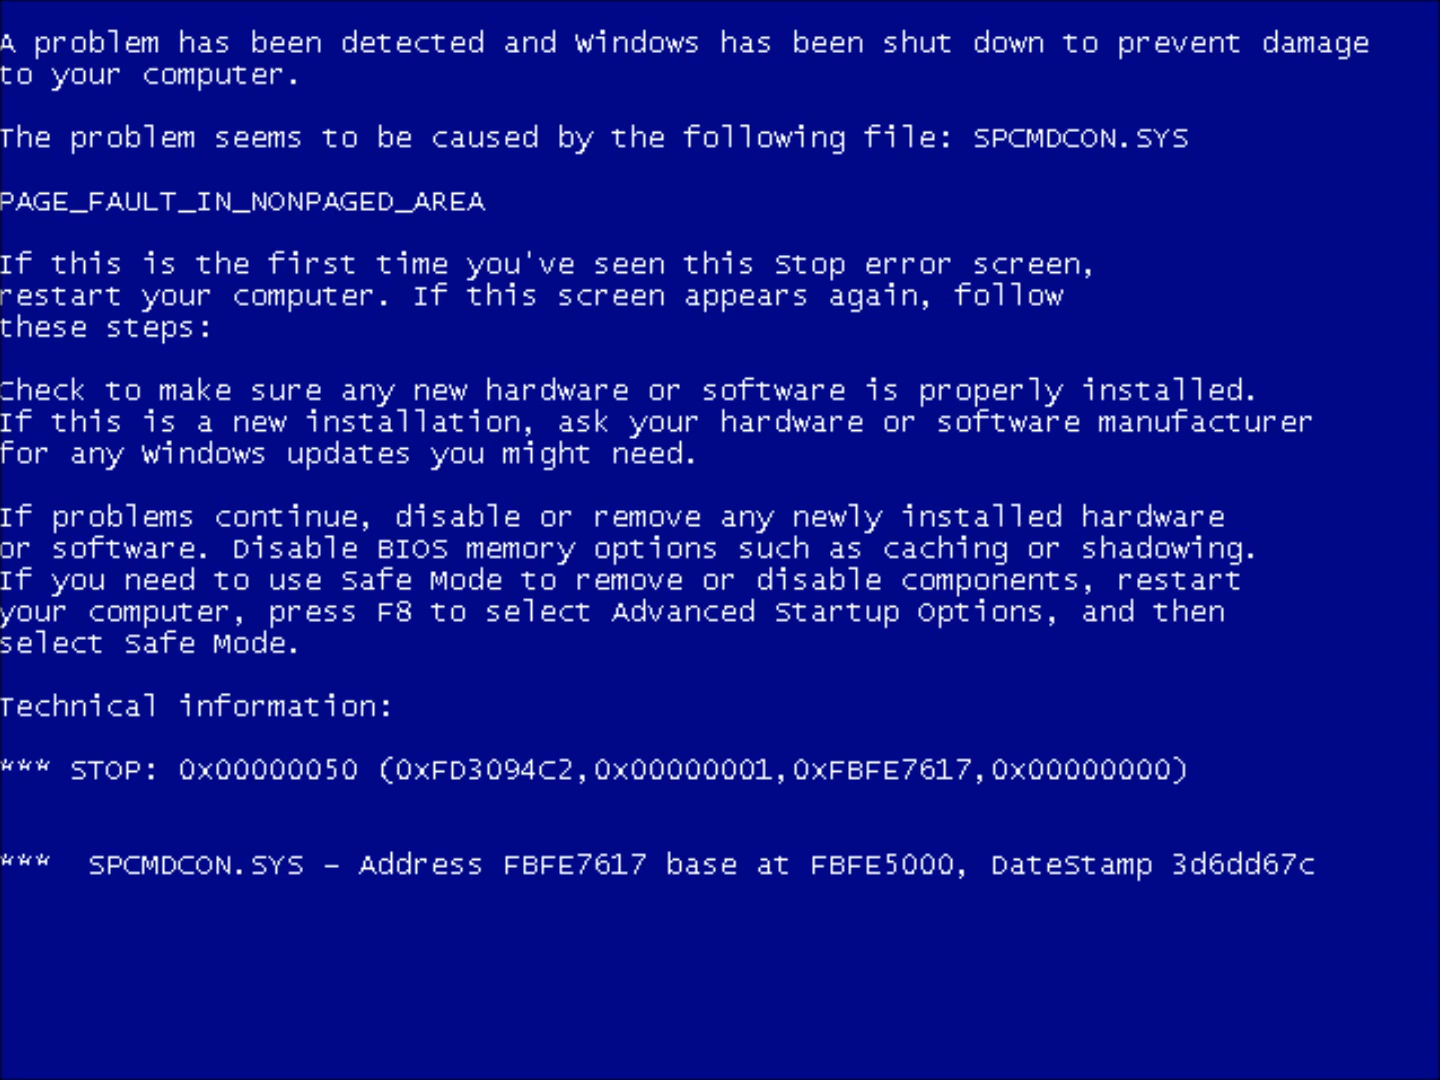 A problem has been detected and Windows has been shut down to prevent damage
to your computer.
The problem seems to be caused by the following file: SPCMDCON.SYS
PAGE_FAULT_IN_NONPAGED_AREA
If this is the first time you've seen this Stop error screen,
restart your computer. If this screen appears again, follow
these steps:
Check to make sure any new hardware or software is properly installed.
If this is a new installation, ask your hardware or software manufacturer
for any Windows updates you might need.
If problems continue, disable or remove any newly installed hardware
or software. Disable BIOS memory options such as caching or shadowing.
If you need to use Safe Mode to remove or disable components, restart
your computer, press F8 to select Advanced Startup Options, and then
select Safe Mode.
Technical information:
*** STOP: 0x00000050 (0xFD3094C2,0x00000001,0xFBFE7617,0x00000000)
***  SPCMDCON.SYS - Address FBFE7617 base at FBFE5000, DateStamp 3d6dd67c